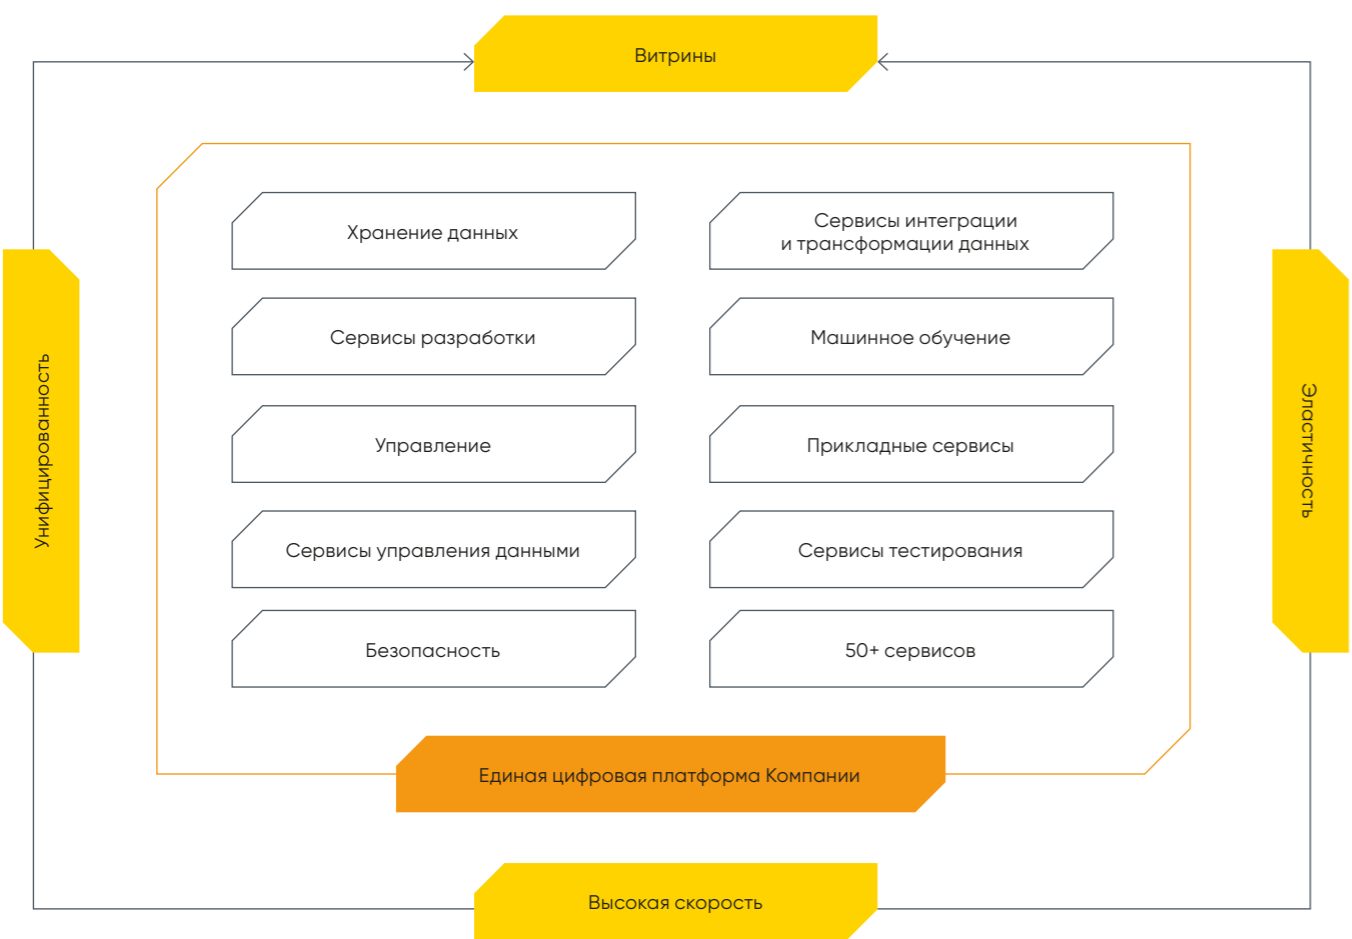 Витрины
Хранение данных
Сервисы интеграции
и трансформации данных
Сервисы разработки
Машинное обучение
Унифицированность
Эластичность
Управление
Прикладные сервисы
Сервисы управления данными
Сервисы тестирования
Безопасность
50+ сервисов
Единая цифровая платформа Компании
Высокая скорость